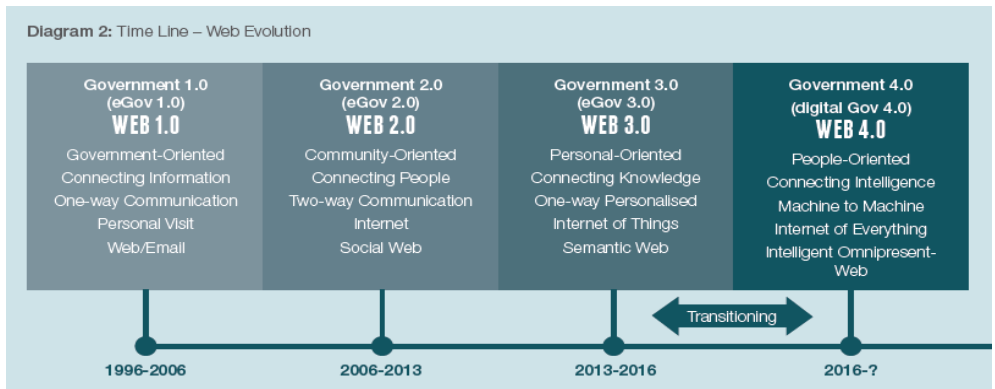 Diagram 2: Time Line – Web Evolution
Government 1.0
(eGov 1.0)
WEB 1.0
Government-Oriented
Connecting Information
One-way Communication
Personal Visit
Web/Email
Government 2.0
(eGov 2.0)
WEB 2.0
Community-Oriented
Connecting People
Two-way Communication
Internet
Social Web
Government 3.0
(eGov 3.0)
WEB 3.0
Personal-Oriented
Connecting Knowledge
One-way Personalised
Internet of Things
Semantic Web
Government 4.0
(digital Gov 4.0)
WEB 4.0
People-Oriented
Connecting Intelligence
Machine to Machine
Internet of Everything
Intelligent Omnipresent-
Web
Transitioning
1996-2006
2006-2013
2013-2016
2016-?